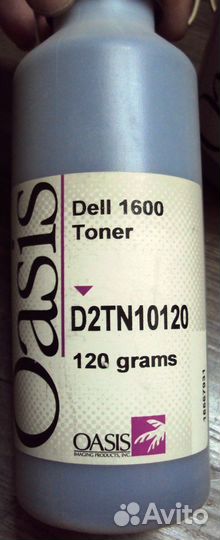 Oasis
Dell 1600
Toner
D2TN10120
120 grams
OASIS
IMAGING PRODUCTS, INC.
Avito